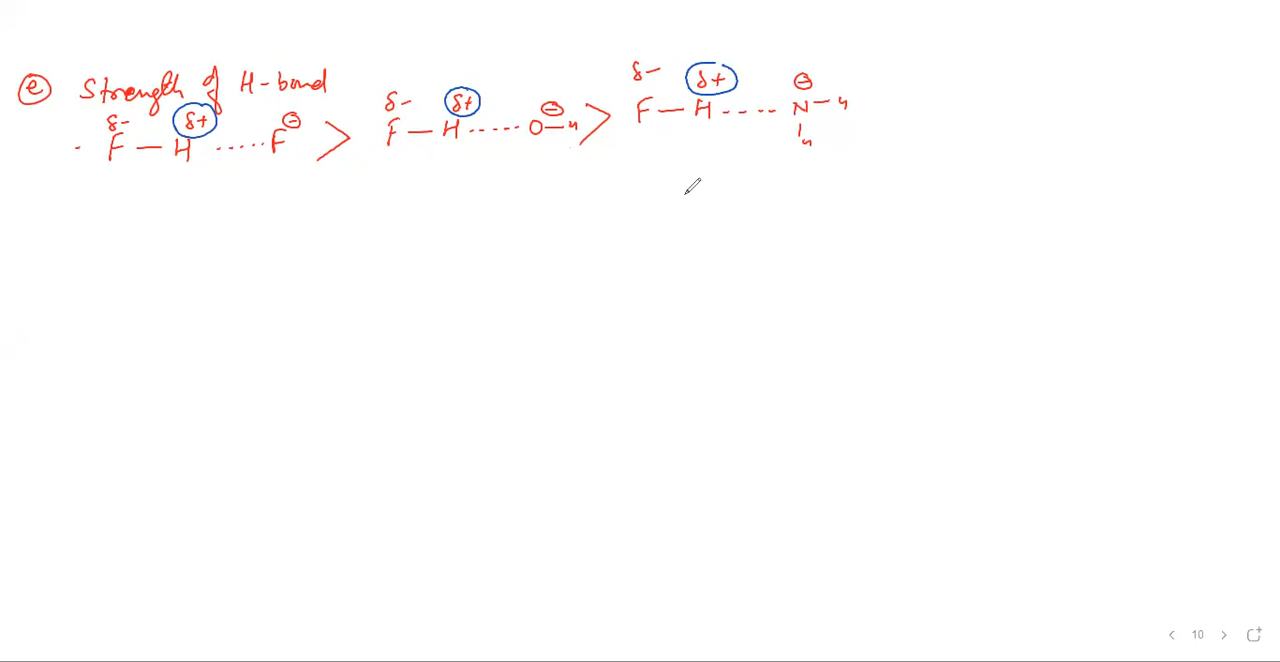 ⓔ Strength of H-bond
δ- δ+ ⊖ δ- δ+ ⊖ δ- δ+ ⊖
F — H ····· F > F — H ····· O — H > F — H ---- N — H
| H
10